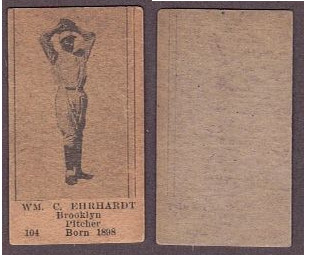 WM. C. EHRHARDT
Brooklyn
Pitcher
104 Born 1898